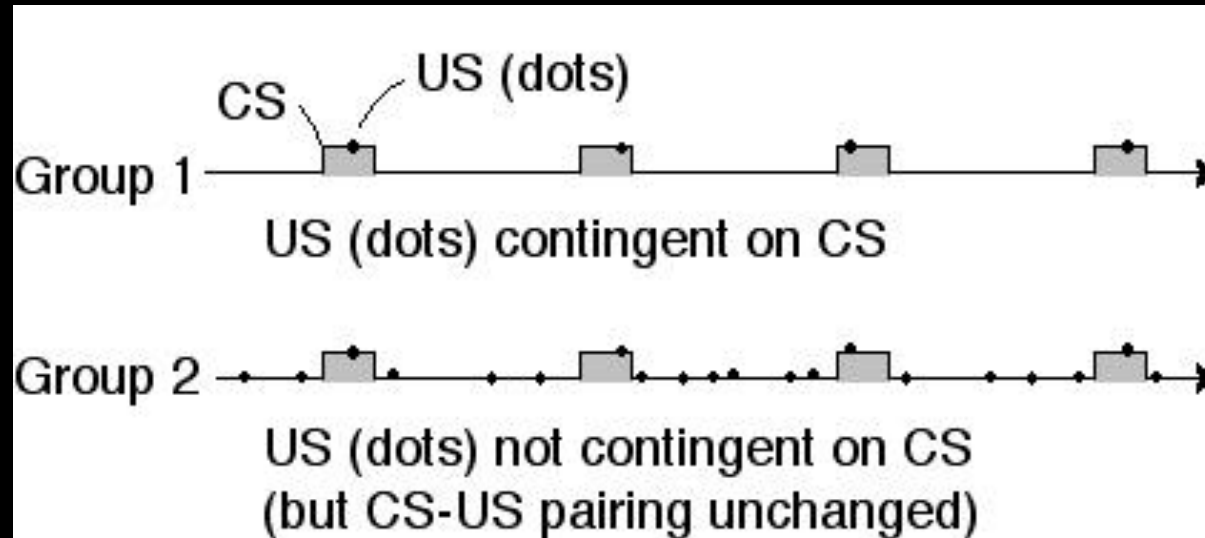 US (dots)
CS
Group 1
US (dots) contingent on CS
Group 2
US (dots) not contingent on CS
(but CS-US pairing unchanged)